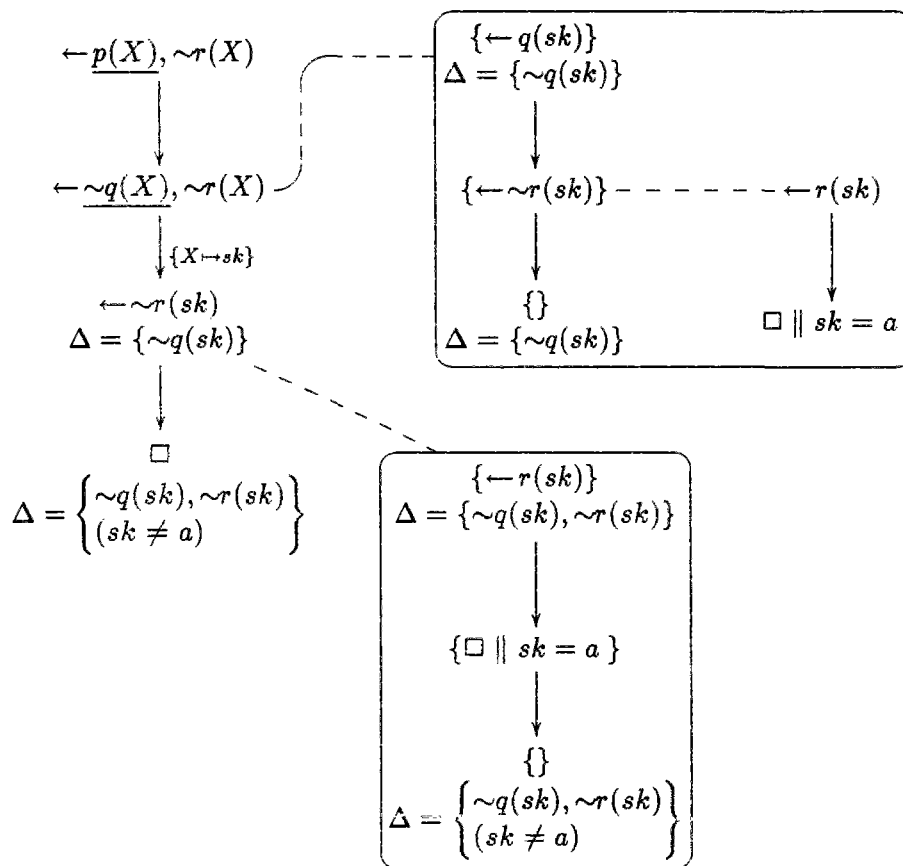 ← p(X), ∼r(X)
← ∼q(X), ∼r(X)
{X ↦ sk}
← ∼r(sk)
Δ = {∼q(sk)}
□
Δ = { ∼q(sk), ∼r(sk)
(sk ≠ a) }
{← q(sk)}
Δ = {∼q(sk)}
{← ∼r(sk)}
← r(sk)
{}
Δ = {∼q(sk)}
□ ∥ sk = a
{← r(sk)}
Δ = {∼q(sk), ∼r(sk)}
{□ ∥ sk = a }
{}
Δ = { ∼q(sk), ∼r(sk)
(sk ≠ a) }